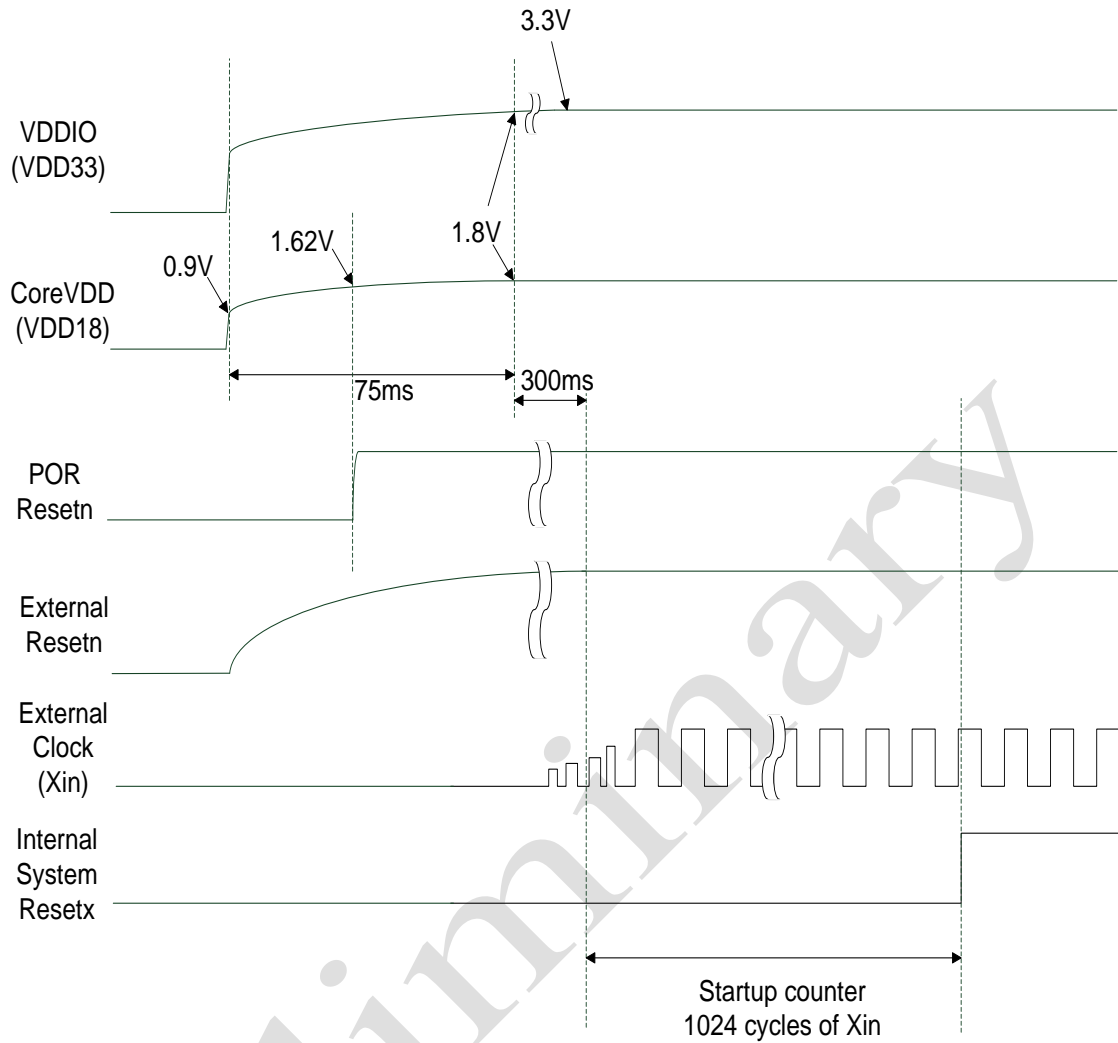 3.3V
VDDIO
(VDD33)
1.62V
1.8V
0.9V
CoreVDD
(VDD18)
75ms
300ms
POR
Resetn
External
Resetn
External
Clock
(Xin)
Internal
System
Resetx
Startup counter
1024 cycles of Xin
liminary